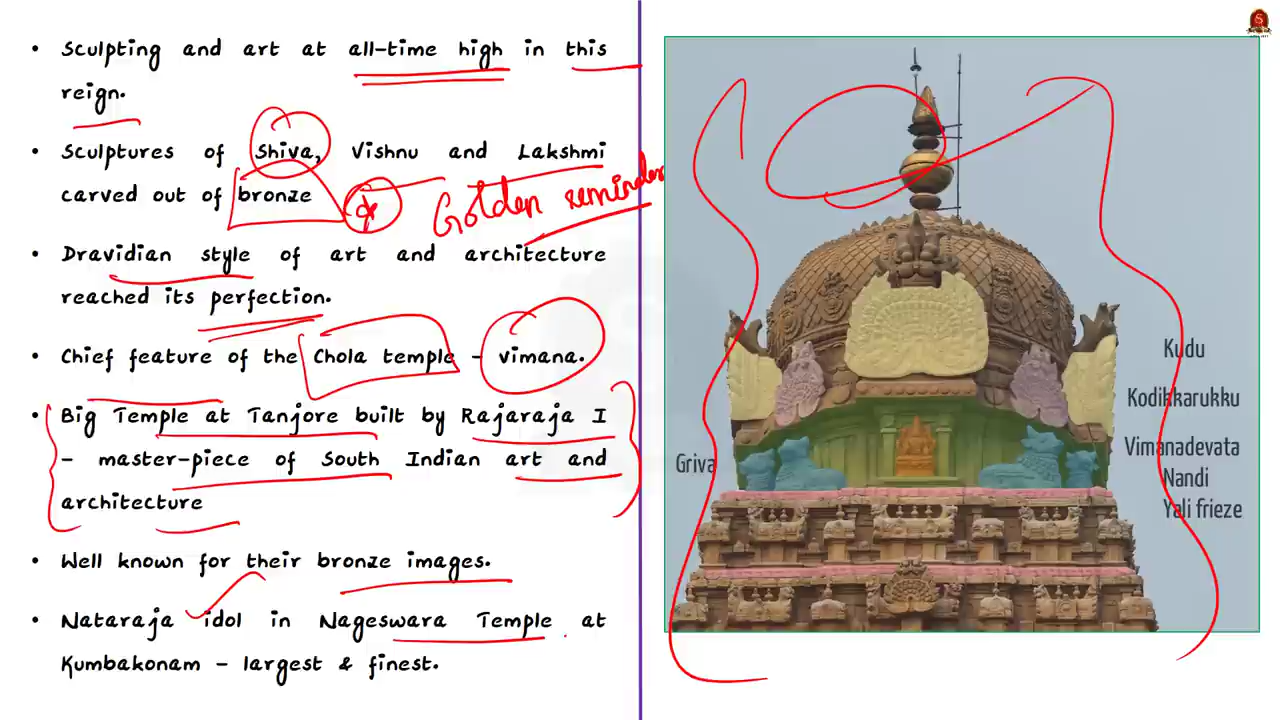 • Sculpting and art at all-time high in this
reign.
• Sculptures of Shiva, Vishnu and Lakshmi
carved out of bronze
Golden reminder
• Dravidian style of art and architecture
reached its perfection.
• Chief feature of the Chola temple - vimana.
• Big Temple at Tanjore built by Rajaraja I
- master-piece of South Indian art and
architecture
• Well known for their bronze images.
• Nataraja idol in Nageswara Temple at
Kumbakonam - largest & finest.
Kudu
Kodikkarukku
Vimanadevata
Griva
Nandi
Yali frieze